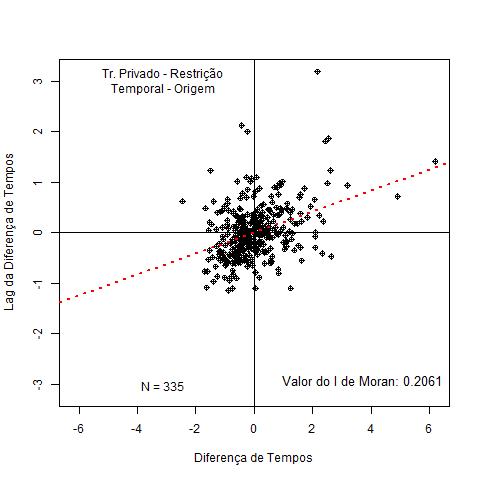 Tr. Privado - Restrição
Temporal - Origem
3
2
1
0
-1
-2
-3
Lag da Diferença de Tempos
N = 335
Valor do I de Moran: 0.2061
-6
-4
-2
0
2
4
6
Diferença de Tempos